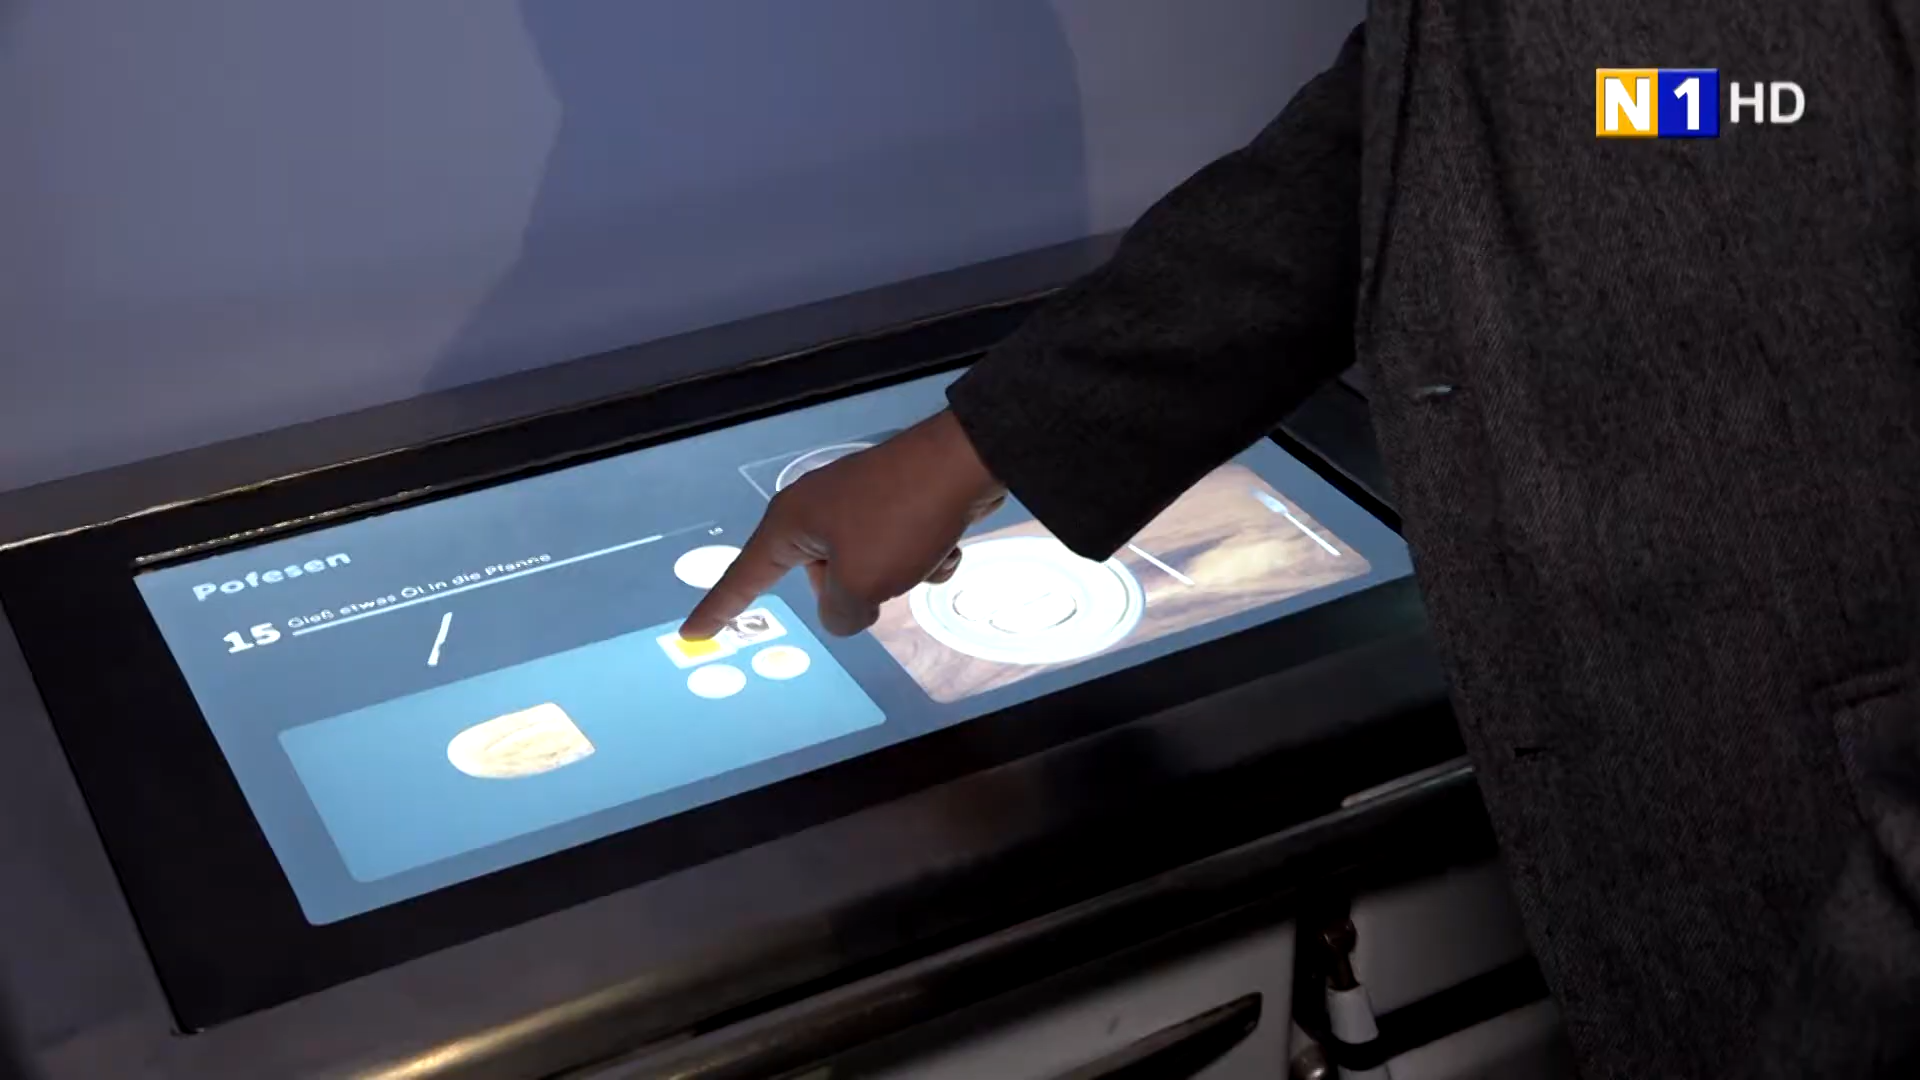 N1 HD
Pofesen
15 Gieß etwas Öl in die Pfanne